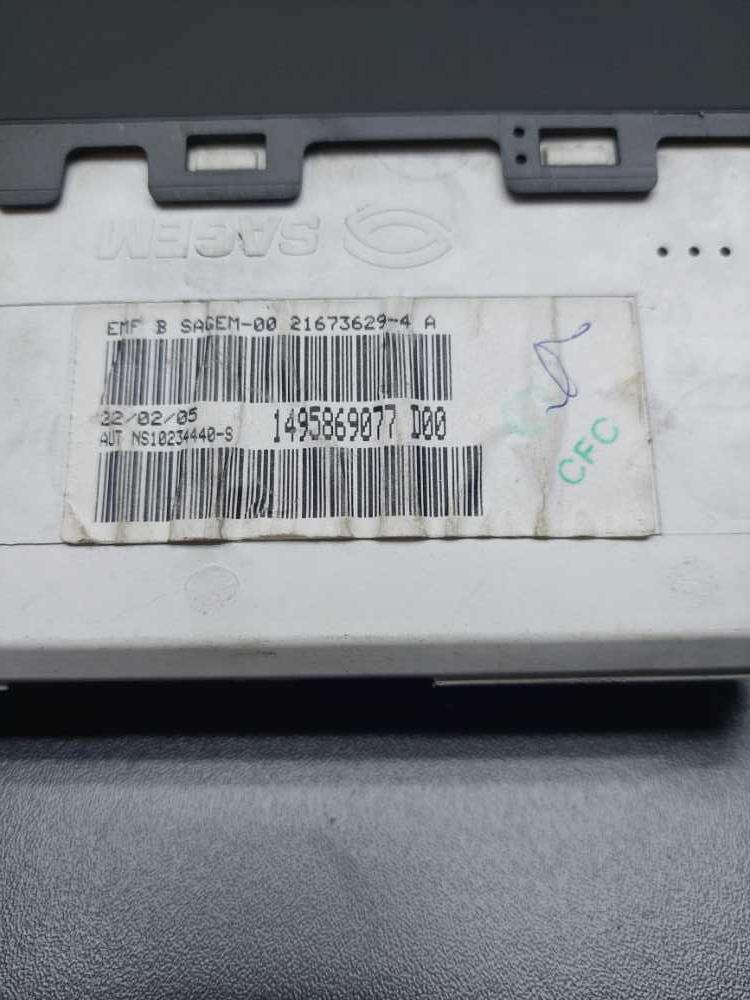 SAGEM
EMF B SAGEM-00 21673629-4 A
22/02/05
AUT NS10234440-S
1495869077 D00
CFC